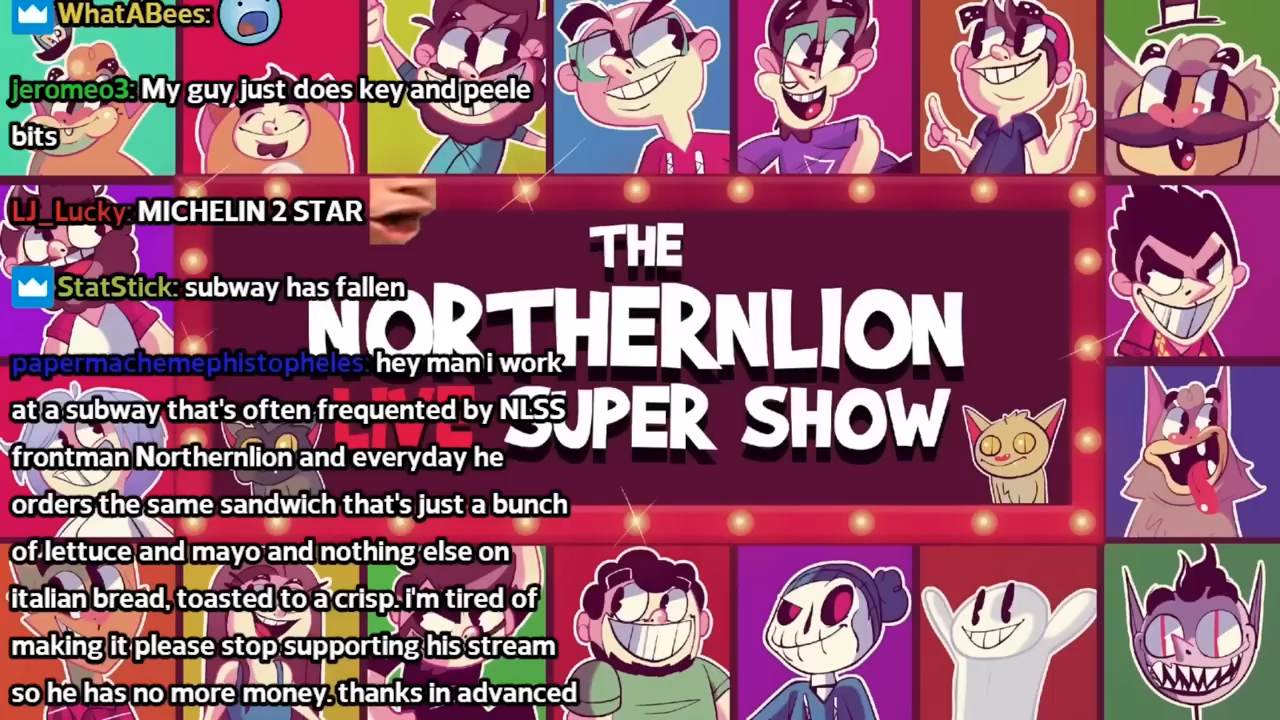 WhatABees:
jeromeo3: My guy just does key and peele
bits
LJ_Lucky: MICHELIN 2 STAR
StatStick: subway has fallen
papermachemephistopheles: hey man i work
at a subway that's often frequented by NLSS
frontman Northernlion and everyday he
orders the same sandwich that's just a bunch
of lettuce and mayo and nothing else on
italian bread, toasted to a crisp. i'm tired of
making it please stop supporting his stream
so he has no more money. thanks in advanced
THE
NORTHERNLION
LIVE SUPER SHOW